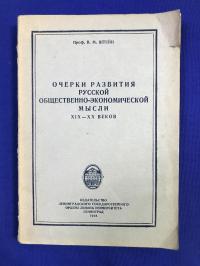 Проф. В. М. ШТЕЙН
ОЧЕРКИ РАЗВИТИЯ
РУССКОЙ
ОБЩЕСТВЕННО-ЭКОНОМИЧЕСКОЙ
МЫСЛИ
XIX—XX ВЕКОВ
ИЗДАТЕЛЬСТВО
ЛЕНИНГРАДСКОГО ГОСУДАРСТВЕННОГО
ОРДЕНА ЛЕНИНА УНИВЕРСИТЕТА
ЛЕНИНГРАД